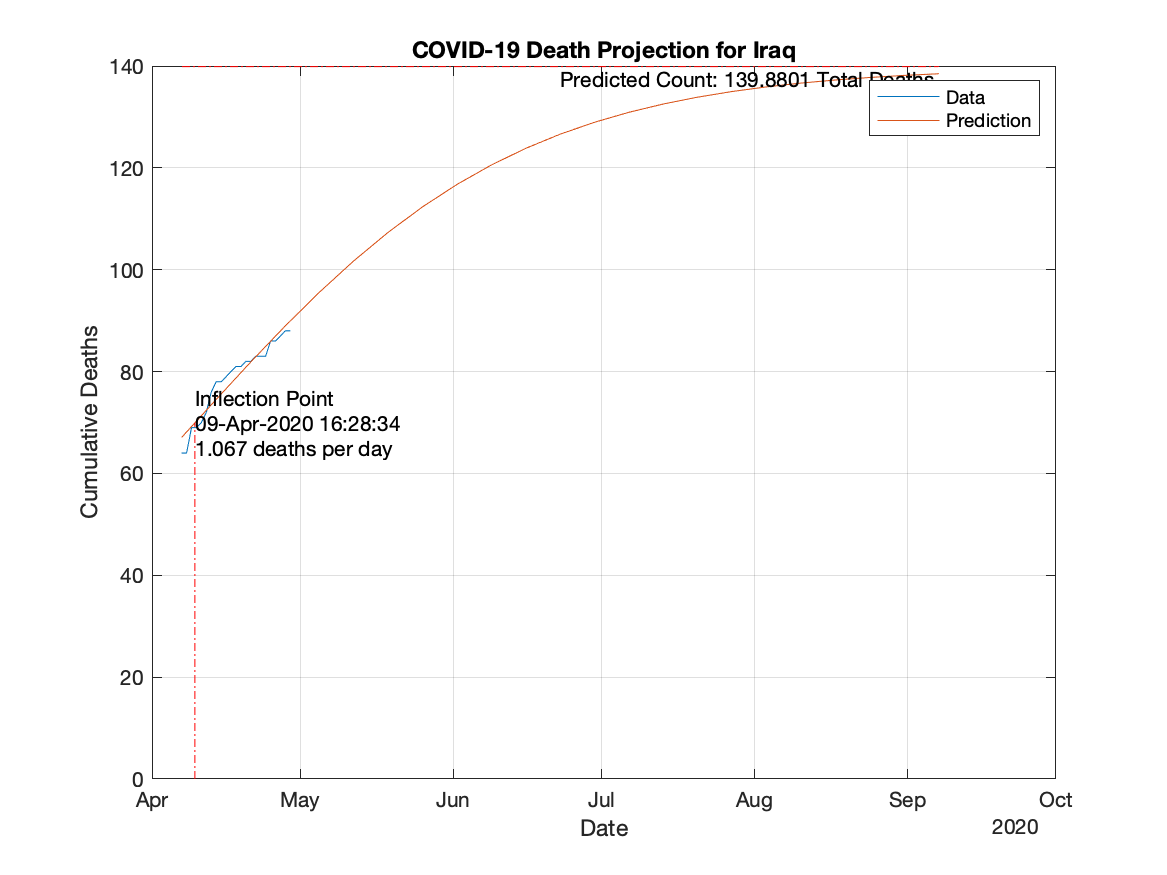 COVID-19 Death Projection for Iraq
Predicted Count: 139.8801 Total Deaths
Data
Prediction
140
120
100
80
60
40
20
0
Cumulative Deaths
Inflection Point
09-Apr-2020 16:28:34
1.067 deaths per day
Apr May Jun Jul Aug Sep Oct
Date
2020